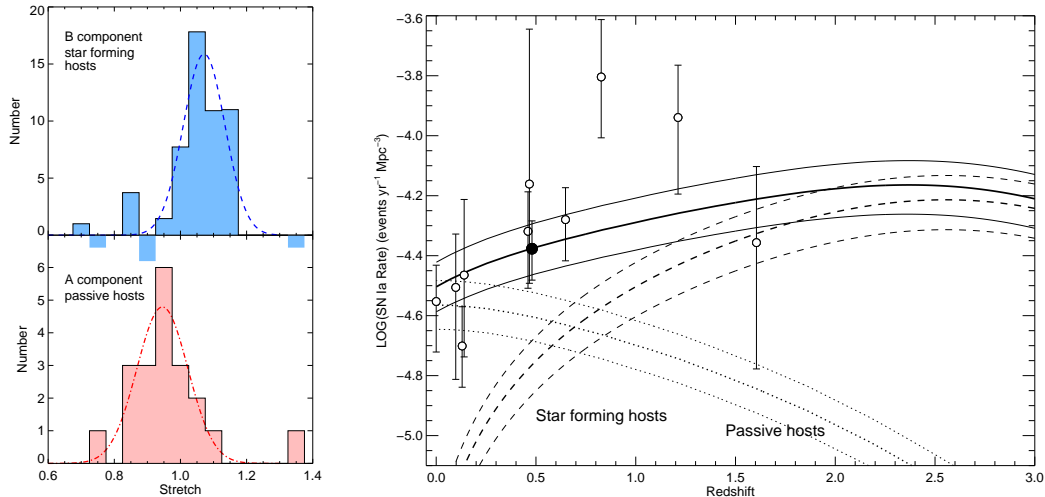 20
15
10
5
0
Number
B component
star forming
hosts
6
5
4
3
2
1
0
Number
A component
passive hosts
0.6
0.8
1.0
1.2
1.4
Stretch
-3.6
-3.8
-4.0
-4.2
-4.4
-4.6
-4.8
-5.0
LOG(SN Ia Rate) (events yr⁻¹ Mpc⁻³)
Star forming hosts
Passive hosts
0.0
0.5
1.0
1.5
2.0
2.5
3.0
Redshift